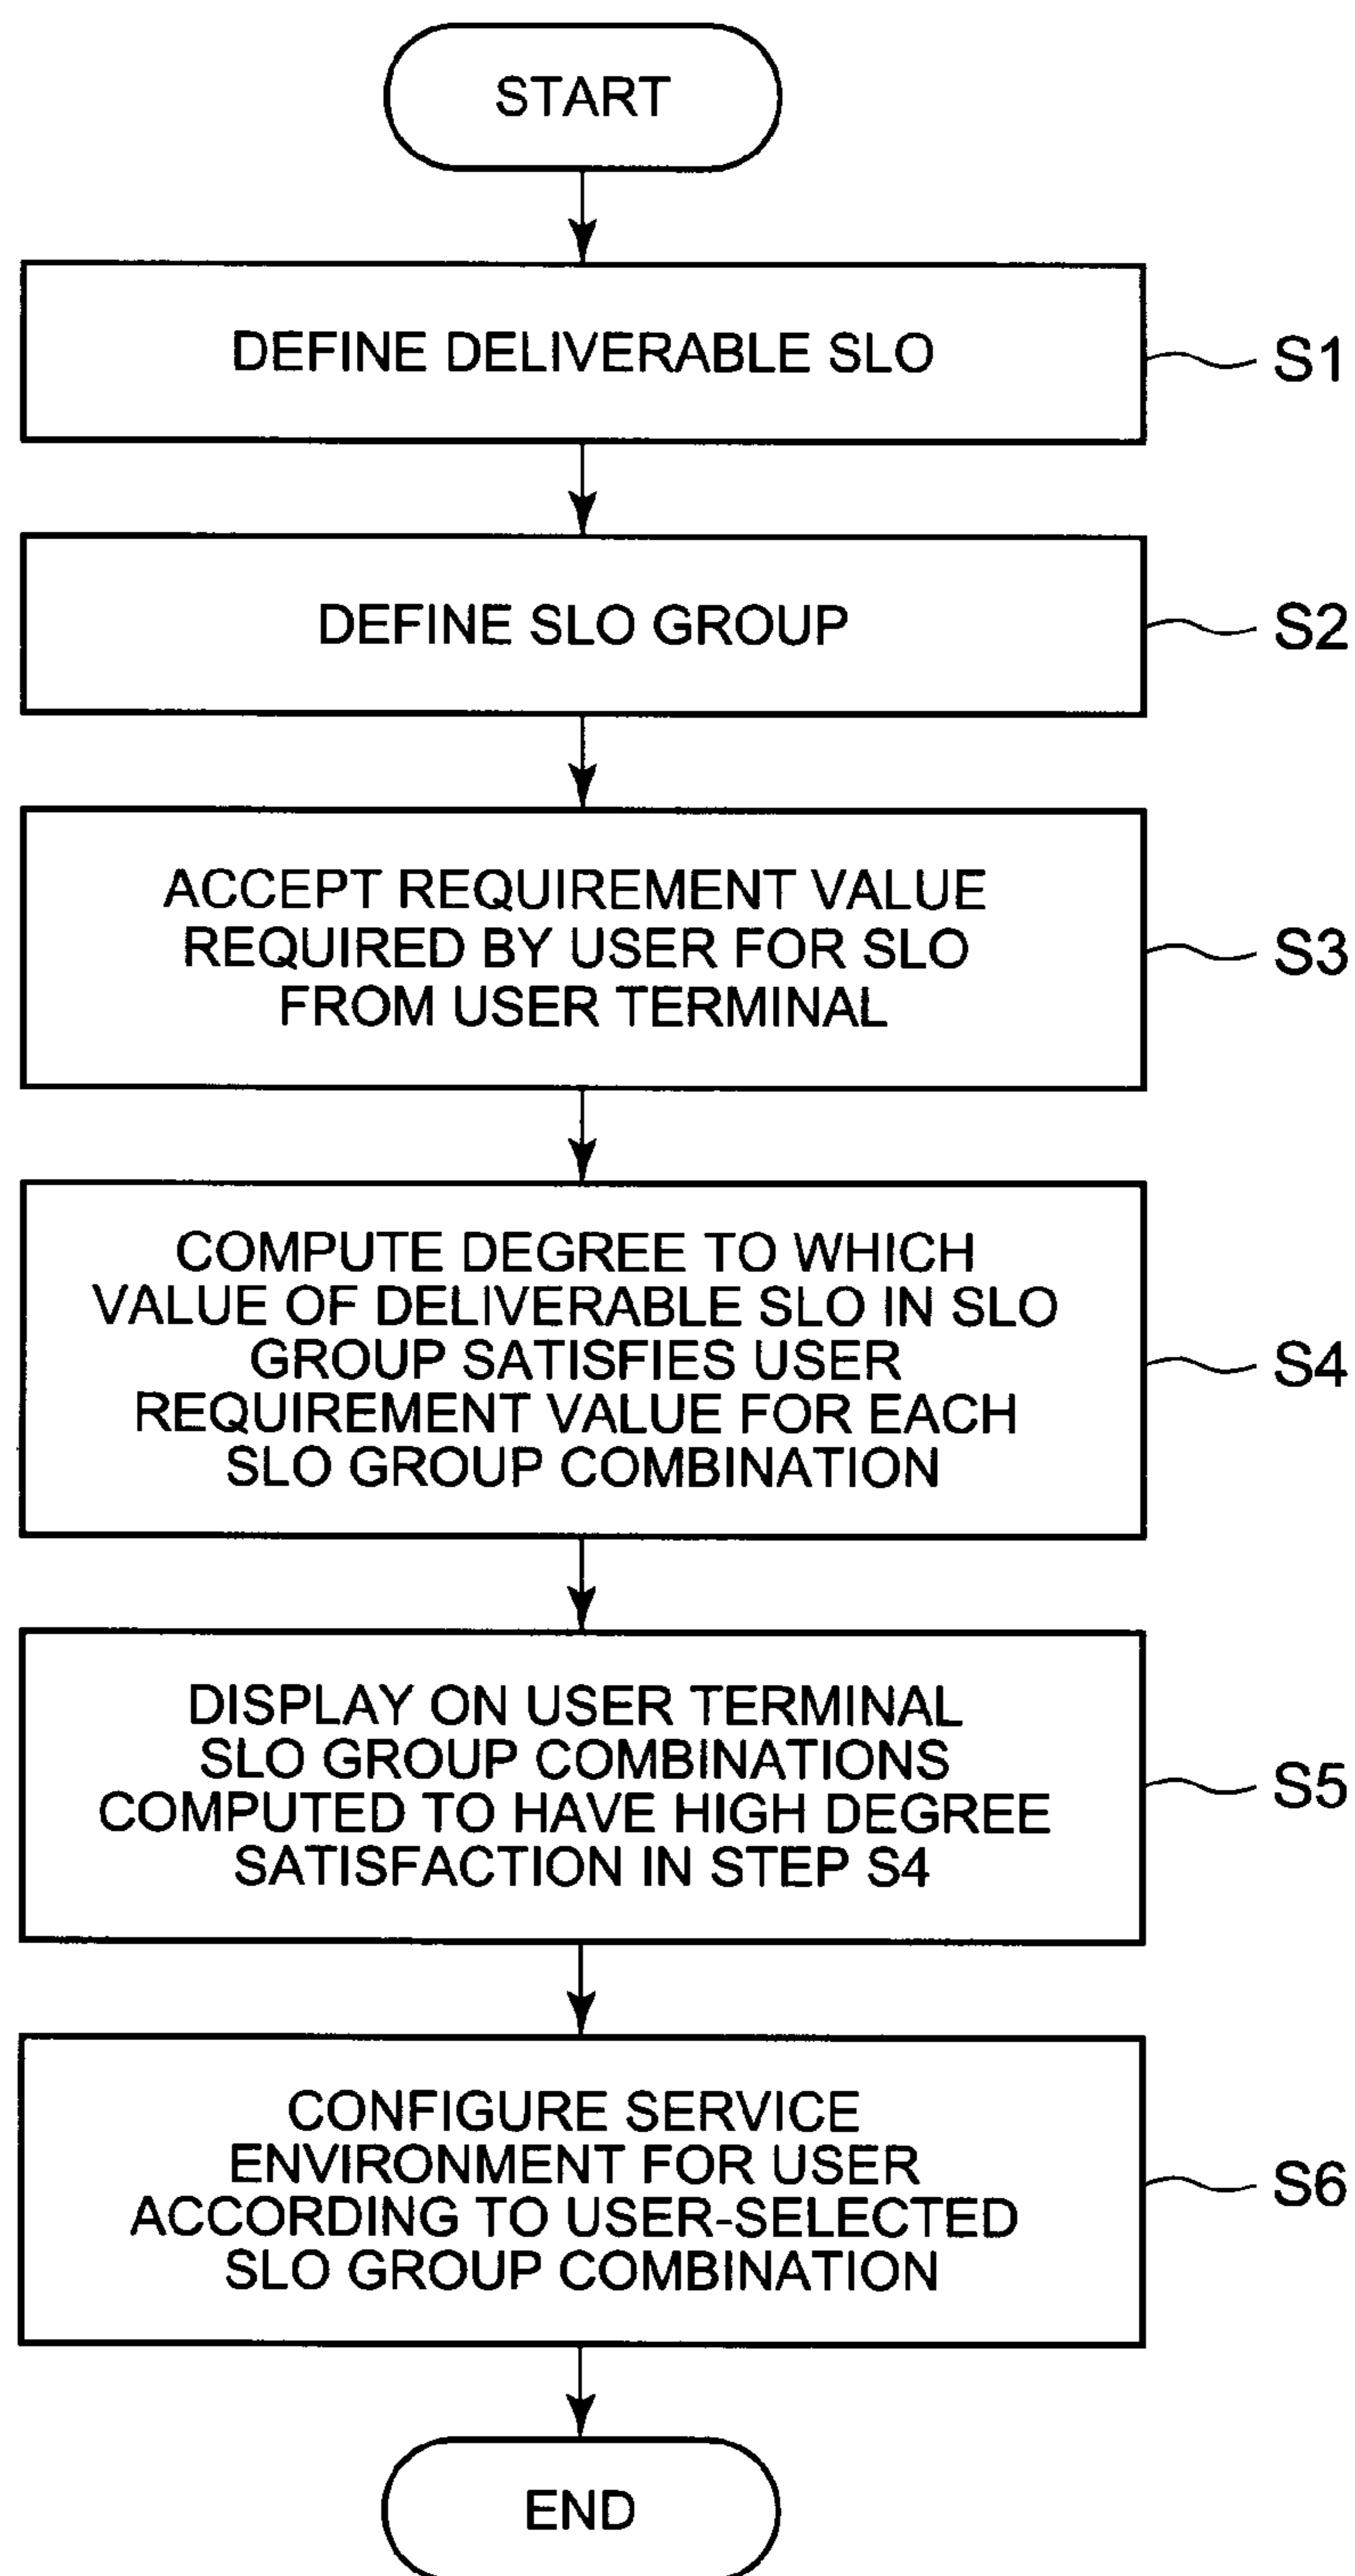 START
DEFINE DELIVERABLE SLO
S1
DEFINE SLO GROUP
S2
ACCEPT REQUIREMENT VALUE
REQUIRED BY USER FOR SLO
FROM USER TERMINAL
S3
COMPUTE DEGREE TO WHICH
VALUE OF DELIVERABLE SLO IN SLO
GROUP SATISFIES USER
REQUIREMENT VALUE FOR EACH
SLO GROUP COMBINATION
S4
DISPLAY ON USER TERMINAL
SLO GROUP COMBINATIONS
COMPUTED TO HAVE HIGH DEGREE
SATISFACTION IN STEP S4
S5
CONFIGURE SERVICE
ENVIRONMENT FOR USER
ACCORDING TO USER-SELECTED
SLO GROUP COMBINATION
S6
END